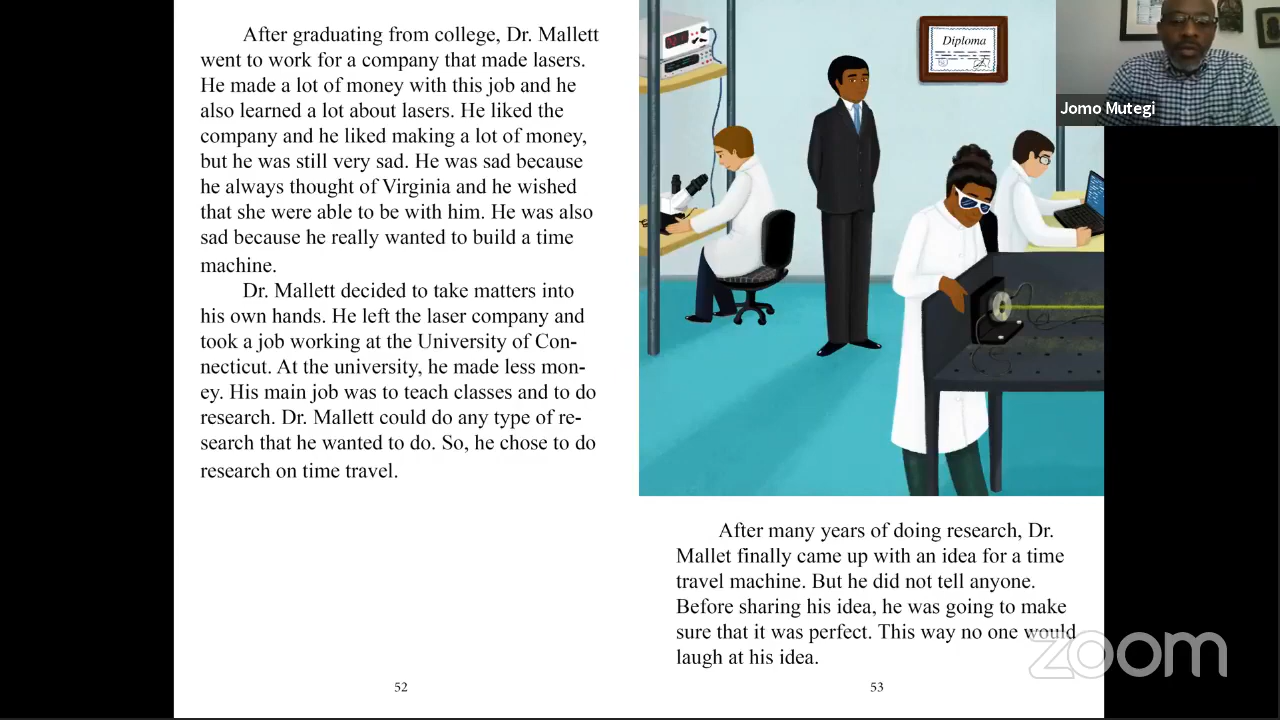 After graduating from college, Dr. Mallett
went to work for a company that made lasers.
He made a lot of money with this job and he
also learned a lot about lasers. He liked the
company and he liked making a lot of money,
but he was still very sad. He was sad because
he always thought of Virginia and he wished
that she were able to be with him. He was also
sad because he really wanted to build a time
machine.
Dr. Mallett decided to take matters into
his own hands. He left the laser company and
took a job working at the University of Con-
necticut. At the university, he made less mon-
ey. His main job was to teach classes and to do
research. Dr. Mallett could do any type of re-
search that he wanted to do. So, he chose to do
research on time travel.
52
Diploma
Jomo Mutegi
After many years of doing research, Dr.
Mallet finally came up with an idea for a time
travel machine. But he did not tell anyone.
Before sharing his idea, he was going to make
sure that it was perfect. This way no one would
laugh at his idea.
53
zoom